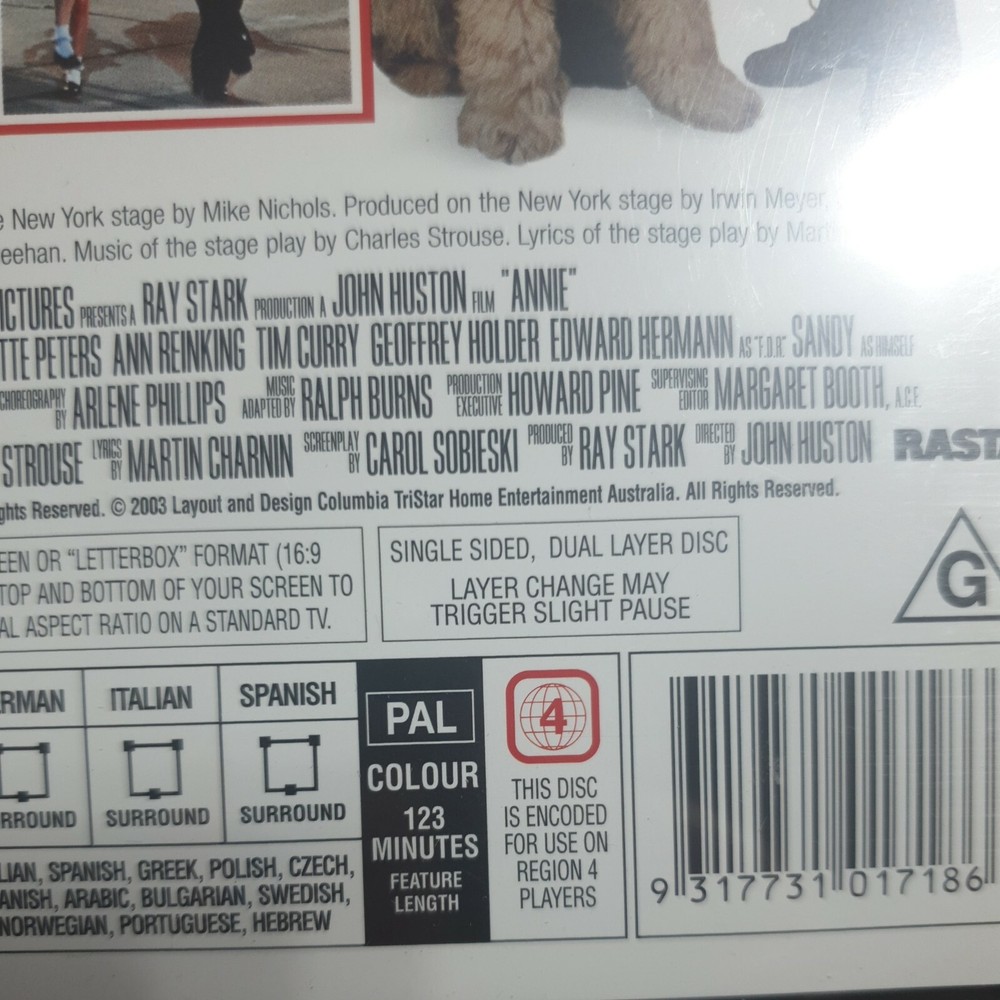 New York stage by Mike Nichols. Produced on the New York stage by Irwin Meyer,
eehan. Music of the stage play by Charles Strouse. Lyrics of the stage play by Mart
ICTURES PRESENTS A RAY STARK PRODUCTION A JOHN HUSTON FILM "ANNIE"
TTE PETERS ANN REINKING TIM CURRY GEOFFREY HOLDER EDWARD HERMANN AS "F.D.R." SANDY AS HIMSELF
CHOREOGRAPHY BY ARLENE PHILLIPS MUSIC ADAPTED BY RALPH BURNS PRODUCTION EXECUTIVE HOWARD PINE SUPERVISING EDITOR MARGARET BOOTH, A.C.E.
STROUSE LYRICS BY MARTIN CHARNIN SCREENPLAY BY CAROL SOBIESKI PRODUCED BY RAY STARK DIRECTED BY JOHN HUSTON RASTA
ghts Reserved. © 2003 Layout and Design Columbia TriStar Home Entertainment Australia. All Rights Reserved.
EEN OR "LETTERBOX" FORMAT (16:9
TOP AND BOTTOM OF YOUR SCREEN TO
AL ASPECT RATIO ON A STANDARD TV.
SINGLE SIDED, DUAL LAYER DISC
LAYER CHANGE MAY
TRIGGER SLIGHT PAUSE
G
RMAN ITALIAN SPANISH
RROUND SURROUND SURROUND
LIAN, SPANISH, GREEK, POLISH, CZECH,
ANISH, ARABIC, BULGARIAN, SWEDISH,
NORWEGIAN, PORTUGUESE, HEBREW
PAL
COLOUR
123
MINUTES
FEATURE
LENGTH
4
THIS DISC
IS ENCODED
FOR USE ON
REGION 4
PLAYERS
9 317731 017186